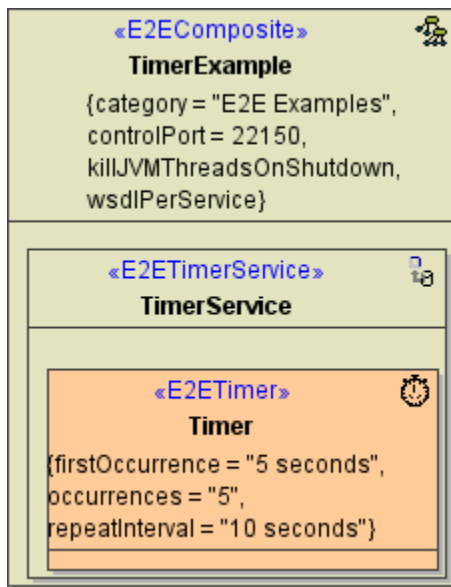 «E2EComposite»
TimerExample
{category = "E2E Examples",
controlPort = 22150,
killJVMThreadsOnShutdown,
wsdlPerService}
«E2ETimerService»
TimerService
«E2ETimer»
Timer
{firstOccurrence = "5 seconds",
occurrences = "5",
repeatInterval = "10 seconds"}